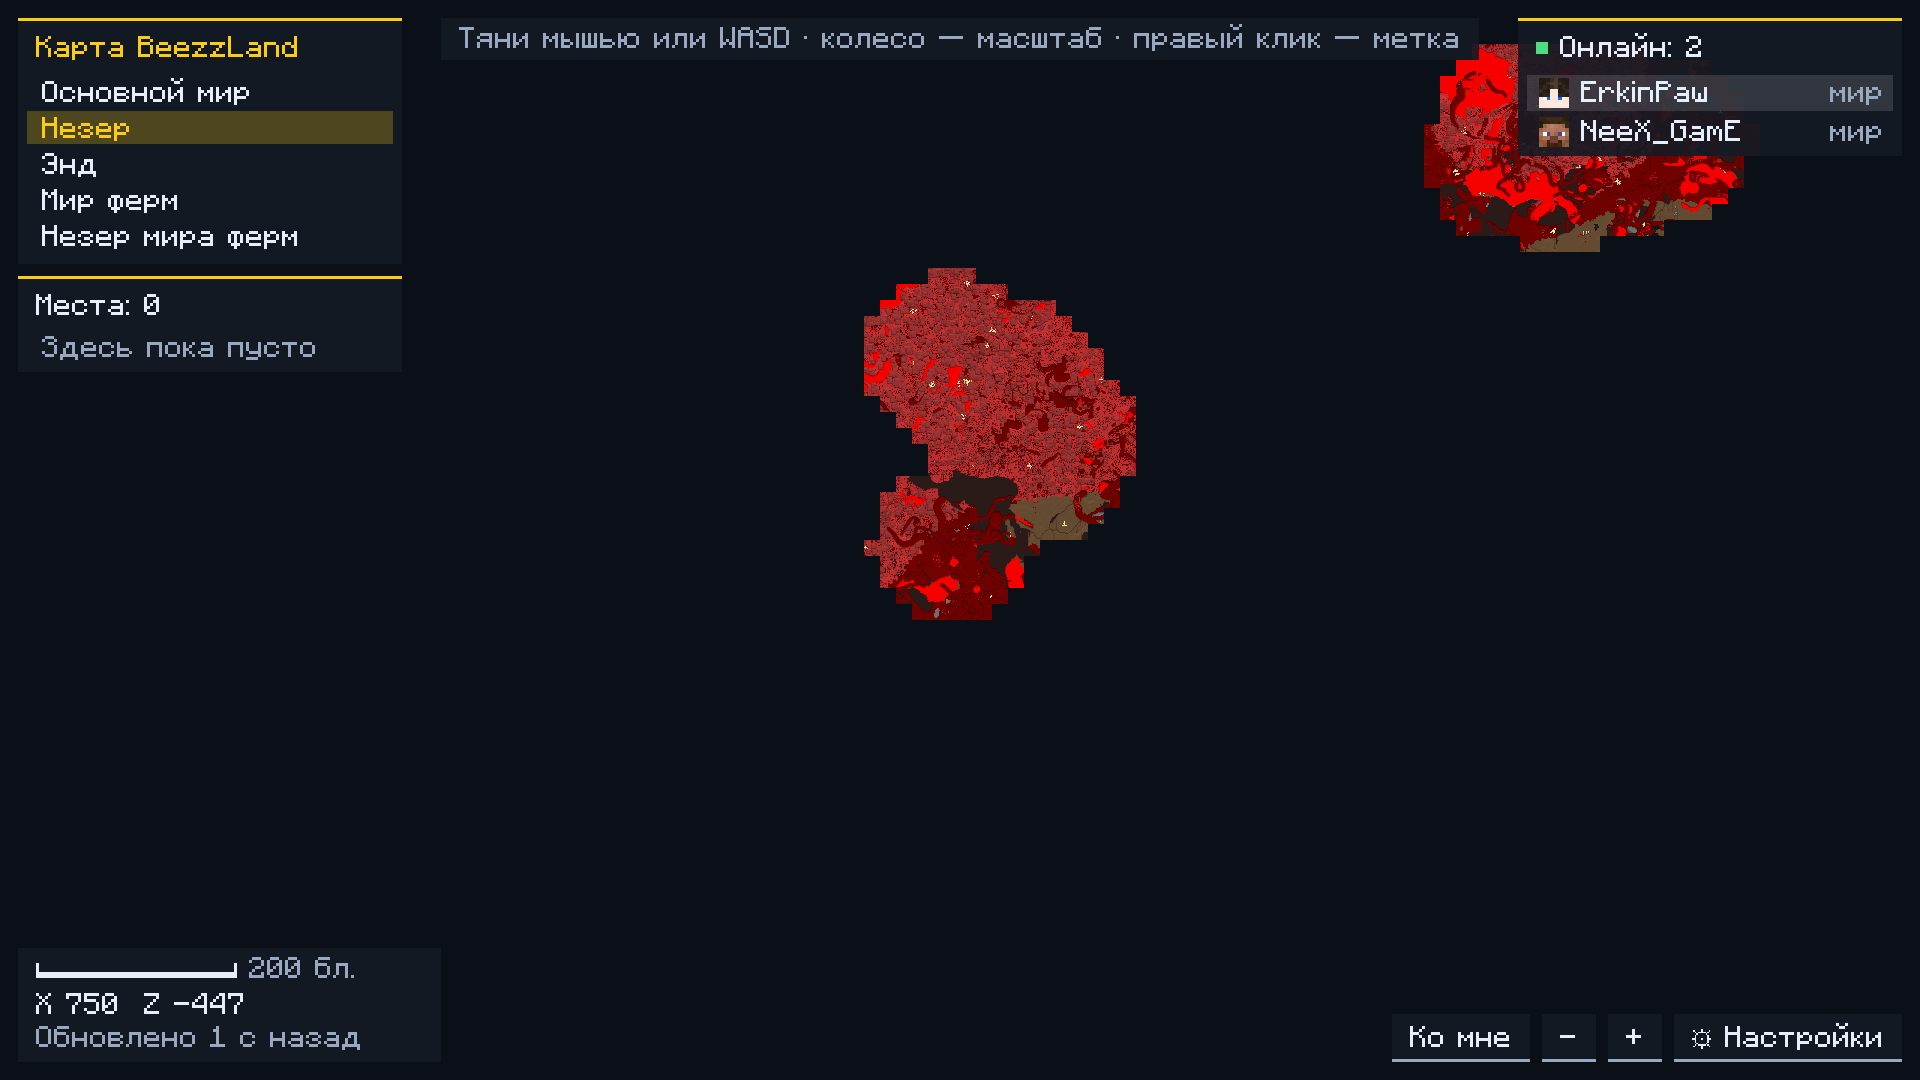 Карта BeezzLand
Основной мир
Незер
Энд
Мир ферм
Незер мира ферм
Места: 0
Здесь пока пусто
Тяни мышью или WASD · колесо — масштаб · правый клик — метка
Онлайн: 2
ErkinPaw мир
NeeX_GamE мир
200 бл.
X 750 Z -447
Обновлено 1 с назад
Ко мне − + Настройки